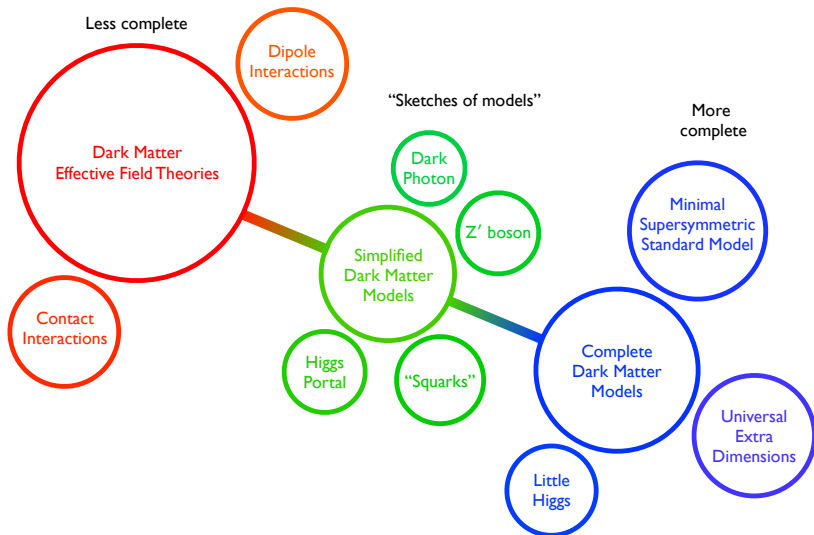 Less complete
Dipole
Interactions
Dark Matter
Effective Field Theories
Contact
Interactions
“Sketches of models”
Dark
Photon
Z′ boson
Simplified
Dark Matter
Models
Higgs
Portal
“Squarks”
More
complete
Minimal
Supersymmetric
Standard Model
Complete
Dark Matter
Models
Universal
Extra
Dimensions
Little
Higgs